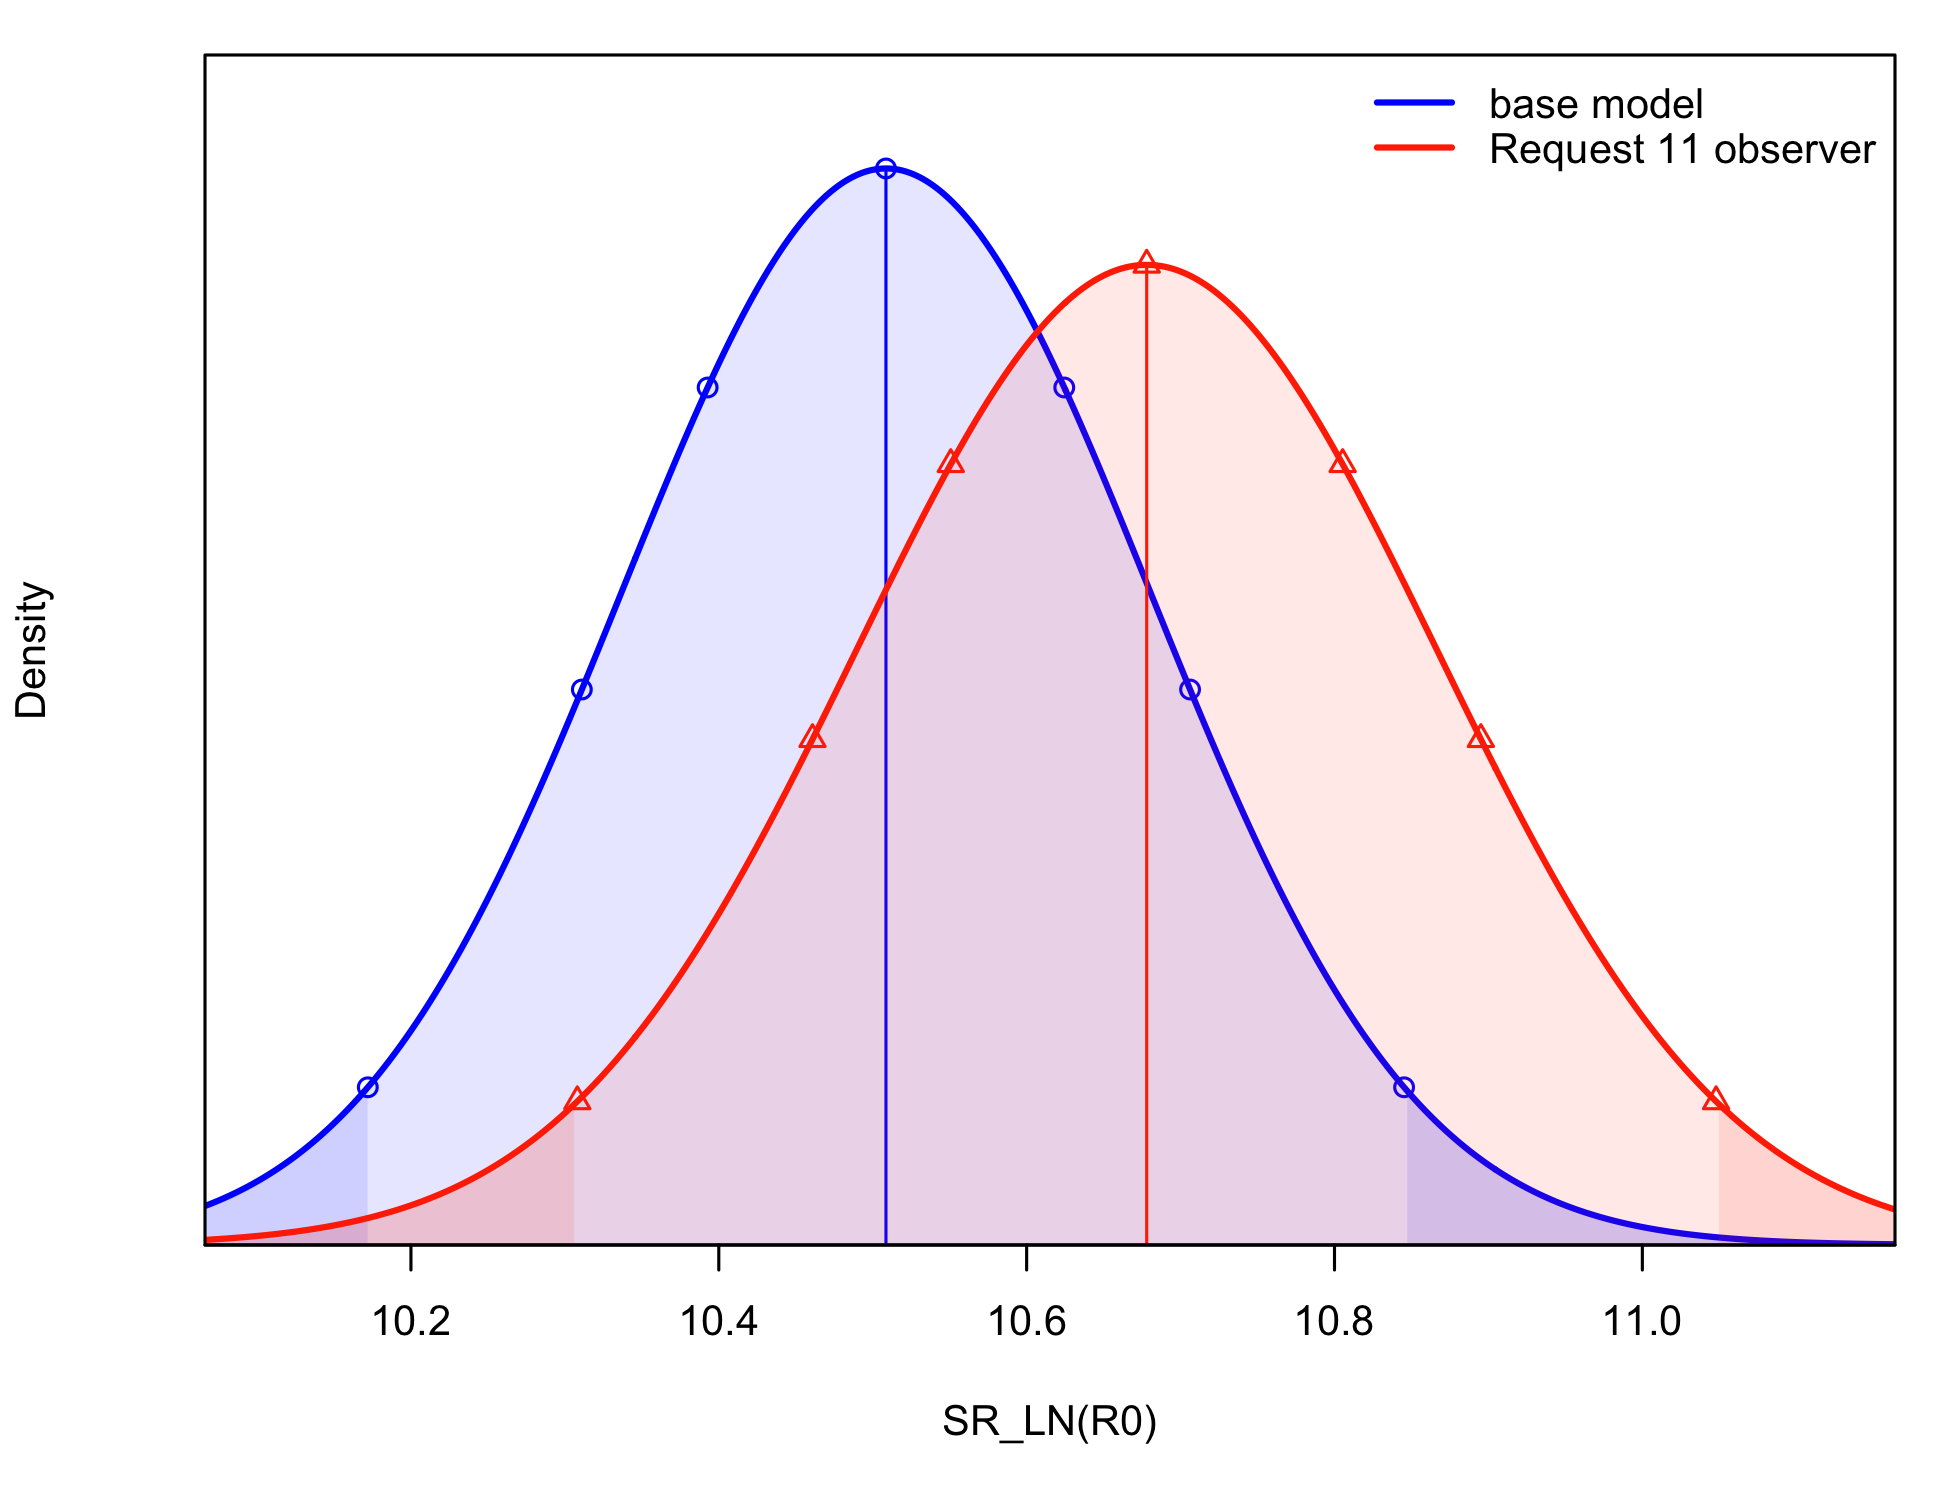 base model
Request 11 observer
Density
10.2
10.4
10.6
10.8
11.0
SR_LN(R0)